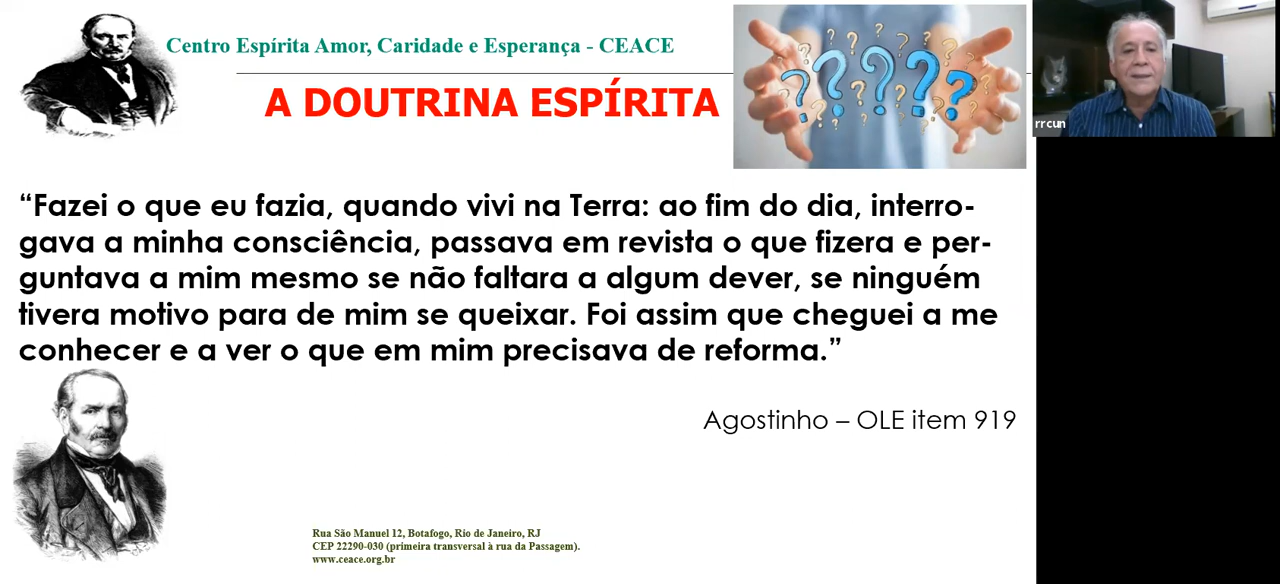 Centro Espírita Amor, Caridade e Esperança - CEACE
A DOUTRINA ESPÍRITA
rrcun
“Fazei o que eu fazia, quando vivi na Terra: ao fim do dia, interro-
gava a minha consciência, passava em revista o que fizera e per-
guntava a mim mesmo se não faltara a algum dever, se ninguém
tivera motivo para de mim se queixar. Foi assim que cheguei a me
conhecer e a ver o que em mim precisava de reforma.”
Agostinho – OLE item 919
Rua São Manuel 12, Botafogo, Rio de Janeiro, RJ
CEP 22290-030 (primeira transversal à rua da Passagem).
www.ceace.org.br